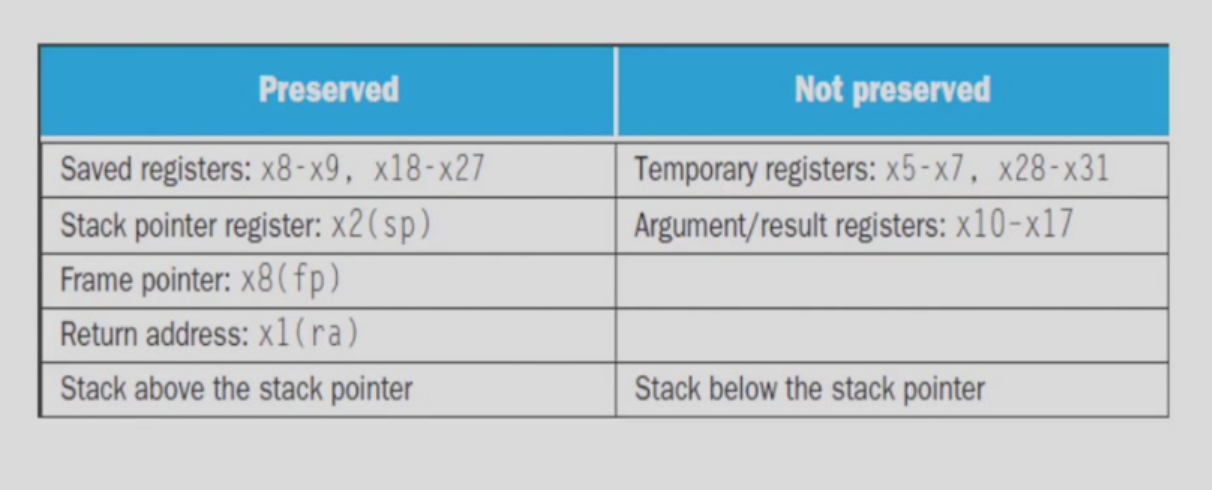 Preserved Not preserved
Saved registers: x8-x9, x18-x27 Temporary registers: x5-x7, x28-x31
Stack pointer register: x2(sp) Argument/result registers: x10-x17
Frame pointer: x8(fp)
Return address: x1(ra)
Stack above the stack pointer Stack below the stack pointer